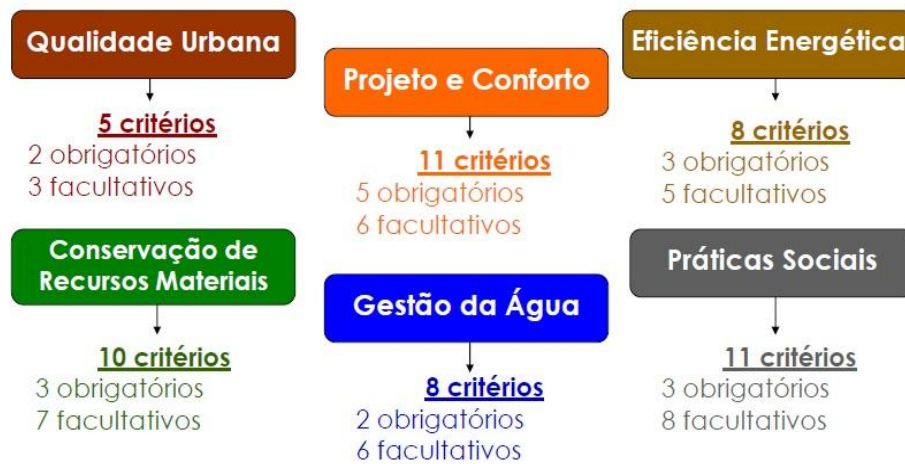 Qualidade Urbana
5 critérios
2 obrigatórios
3 facultativos
Projeto e Conforto
11 critérios
5 obrigatórios
6 facultativos
Eficiência Energética
8 critérios
3 obrigatórios
5 facultativos
Conservação de
Recursos Materiais
10 critérios
3 obrigatórios
7 facultativos
Gestão da Água
8 critérios
2 obrigatórios
6 facultativos
Práticas Sociais
11 critérios
3 obrigatórios
8 facultativos